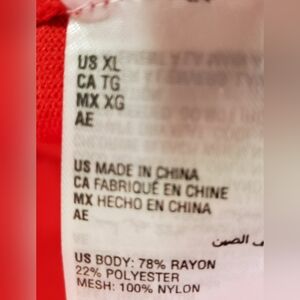 US XL
CA TG
MX XG
AE
US MADE IN CHINA
CA FABRIQUÉ EN CHINE
MX HECHO EN CHINA
AE
الصين
US BODY: 78% RAYON
22% POLYESTER
MESH: 100% NYLON